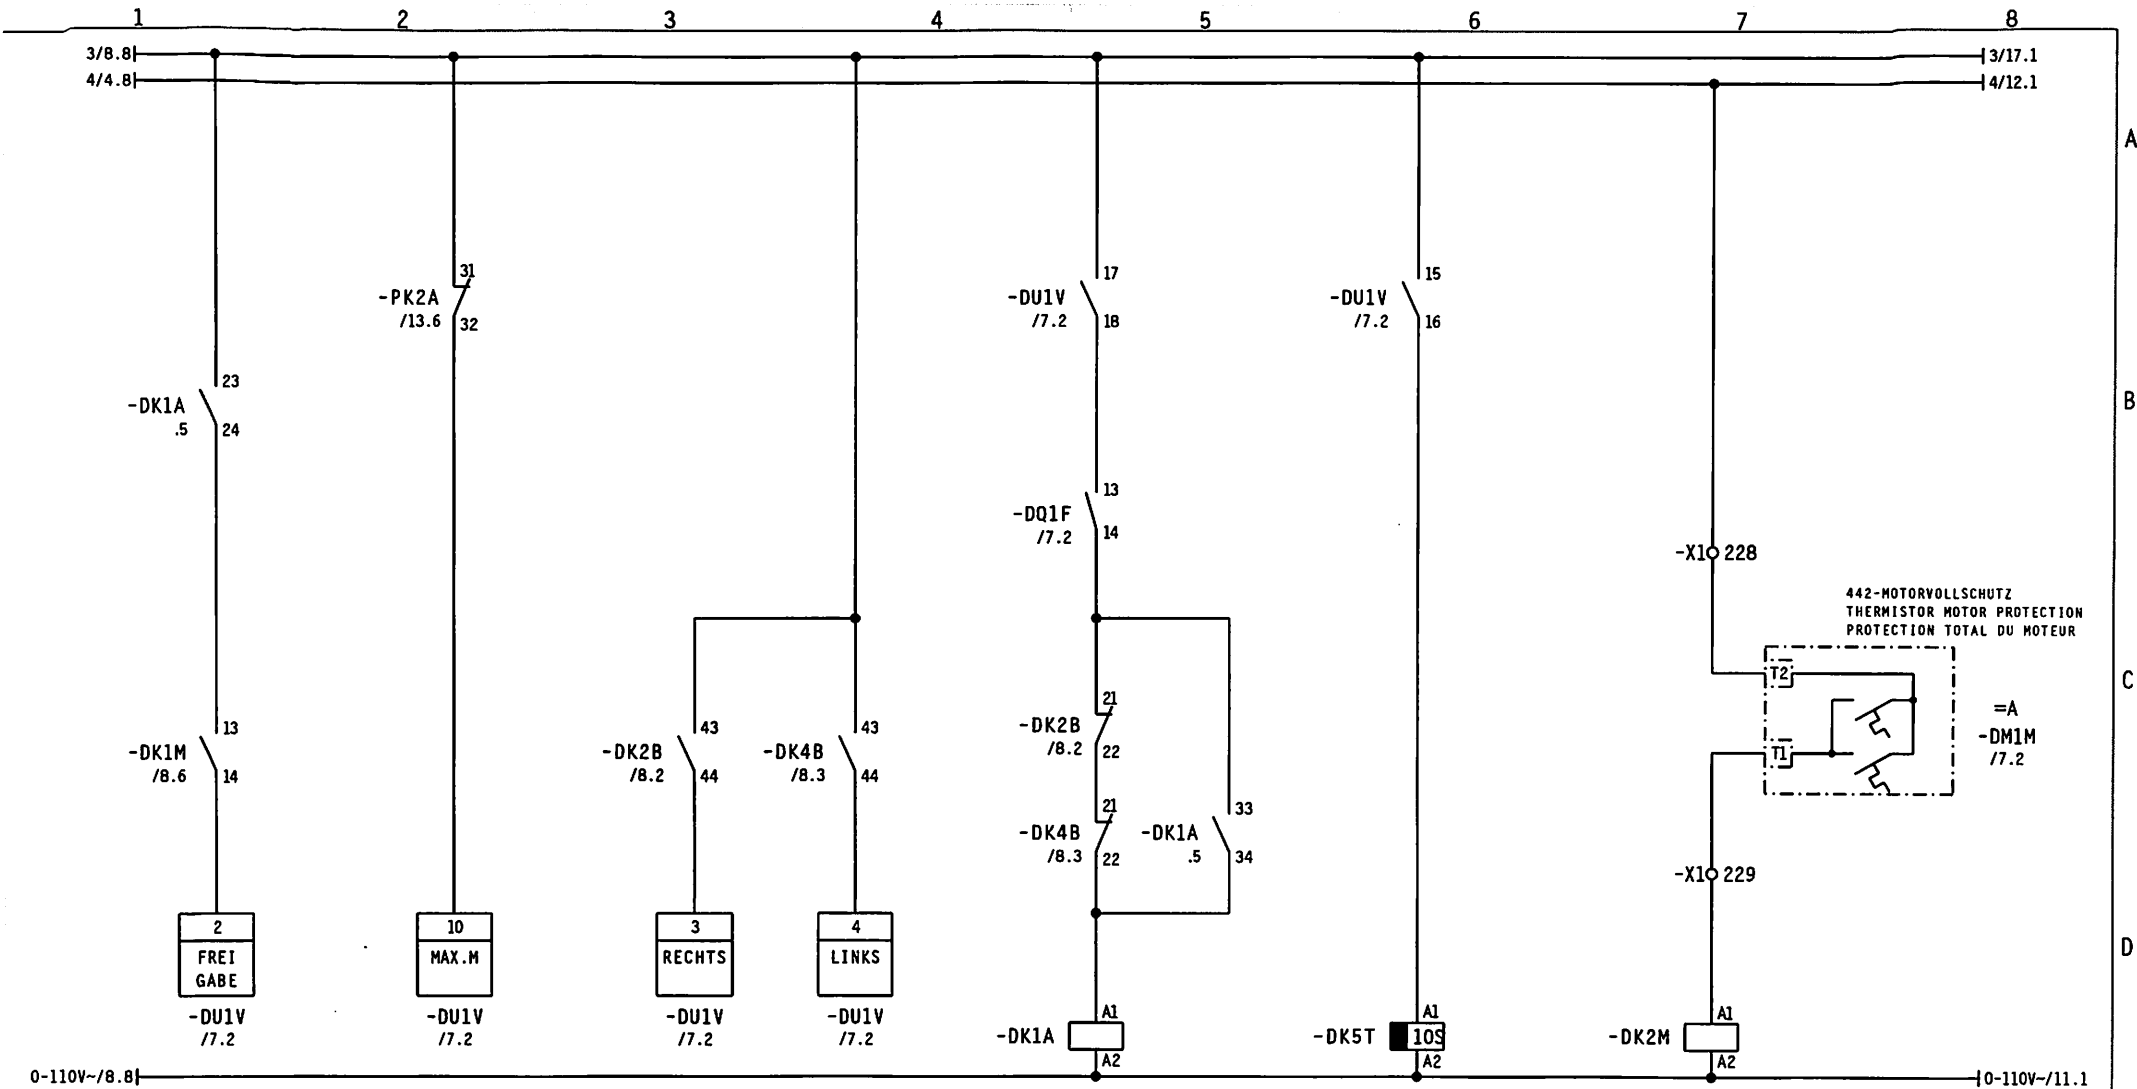 1 2 3 4 5 6 7 8
3/8.8 3/17.1
4/4.8 4/12.1
A
31
-PK2A
/13.6 32
17
-DU1V
/7.2 18
15
-DU1V
/7.2 16
23
-DK1A
.5 24
B
13
-DQ1F
/7.2 14
-X1 228
442-MOTORVOLLSCHUTZ
THERMISTOR MOTOR PROTECTION
PROTECTION TOTAL DU MOTEUR
T2
C
=A
-DM1M
/7.2
T1
13
-DK1M
/8.6 14
43
-DK2B
/8.2 44
43
-DK4B
/8.3 44
21
-DK2B
/8.2 22
21
-DK4B
/8.3 22
33
-DK1A
.5 34
-X1 229
2
FREI
GABE
-DU1V
/7.2
10
MAX.M
-DU1V
/7.2
3
RECHTS
-DU1V
/7.2
4
LINKS
-DU1V
/7.2
D
A1
-DK1A
A2
A1
-DK5T 10S
A2
A1
-DK2M
A2
0-110V~/8.8 0-110V~/11.1